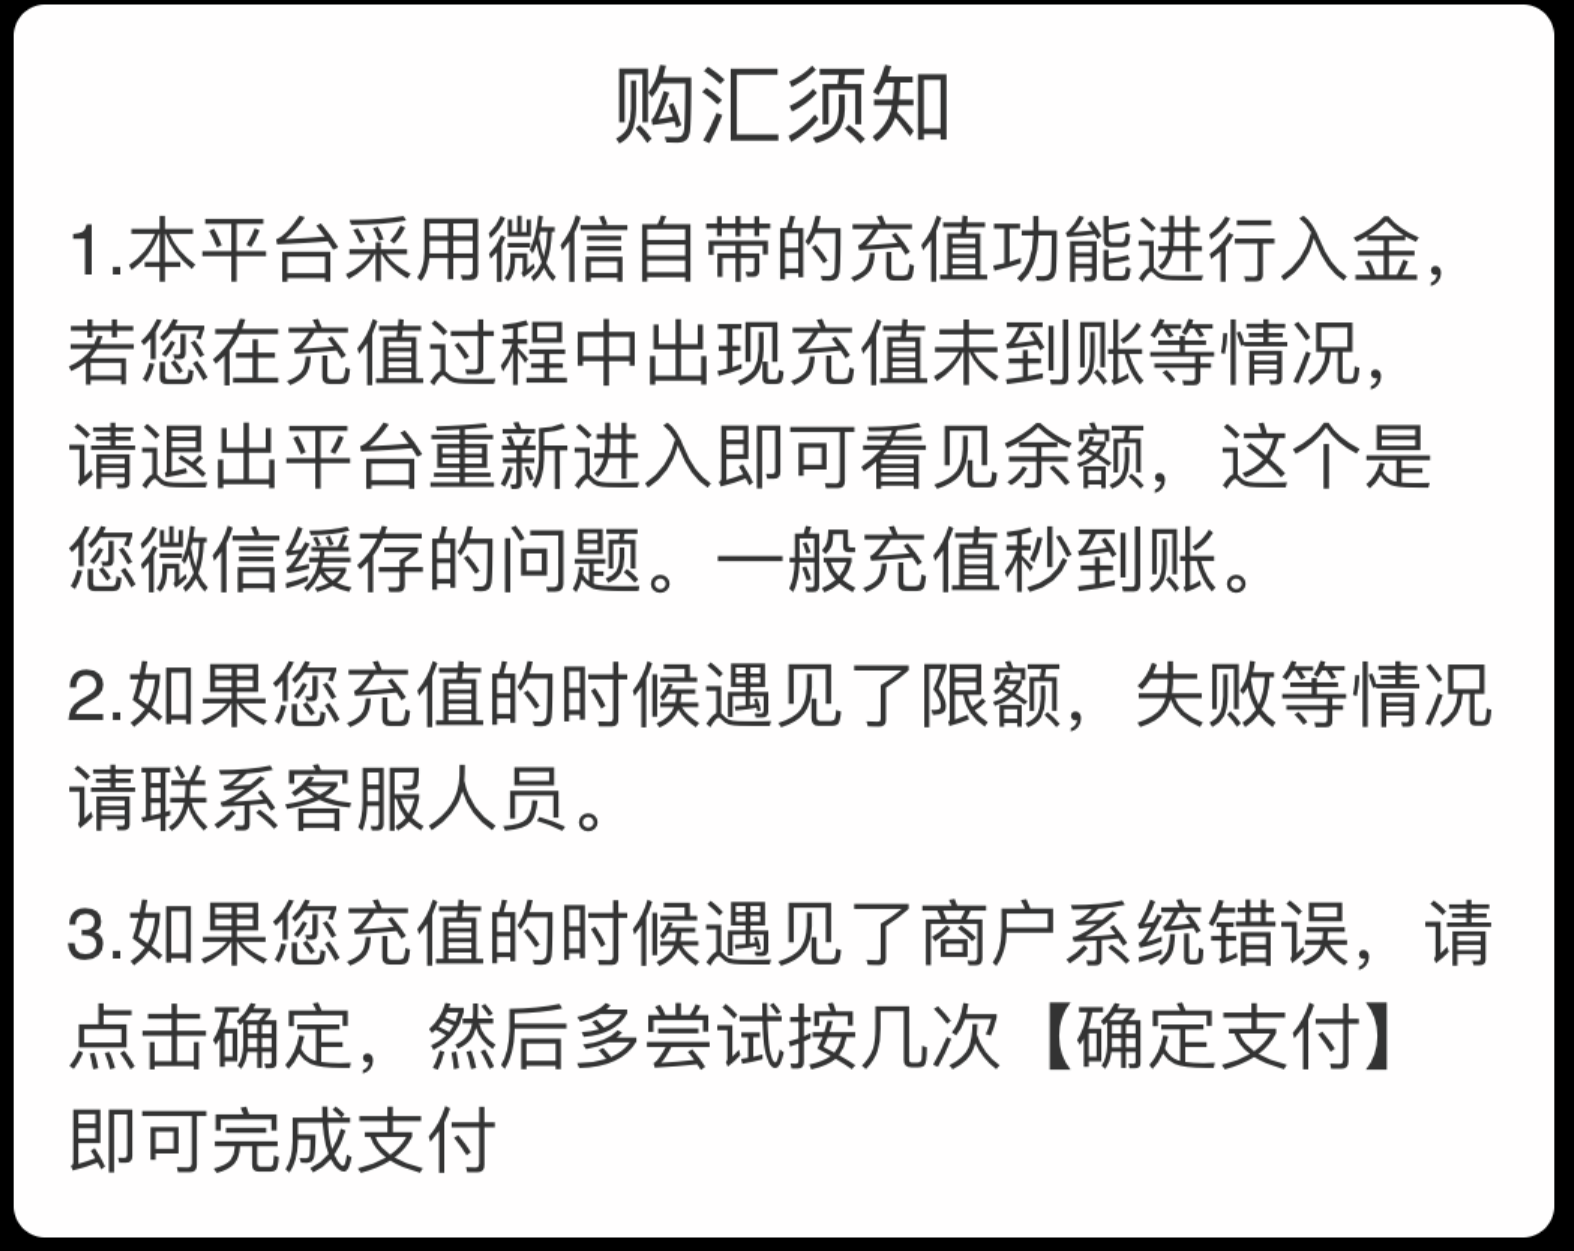 购汇须知
1.本平台采用微信自带的充值功能进行入金，
若您在充值过程中出现充值未到账等情况，
请退出平台重新进入即可看见余额，这个是
您微信缓存的问题。一般充值秒到账。
2.如果您充值的时候遇见了限额，失败等情况
请联系客服人员。
3.如果您充值的时候遇见了商户系统错误，请
点击确定，然后多尝试按几次【确定支付】
即可完成支付